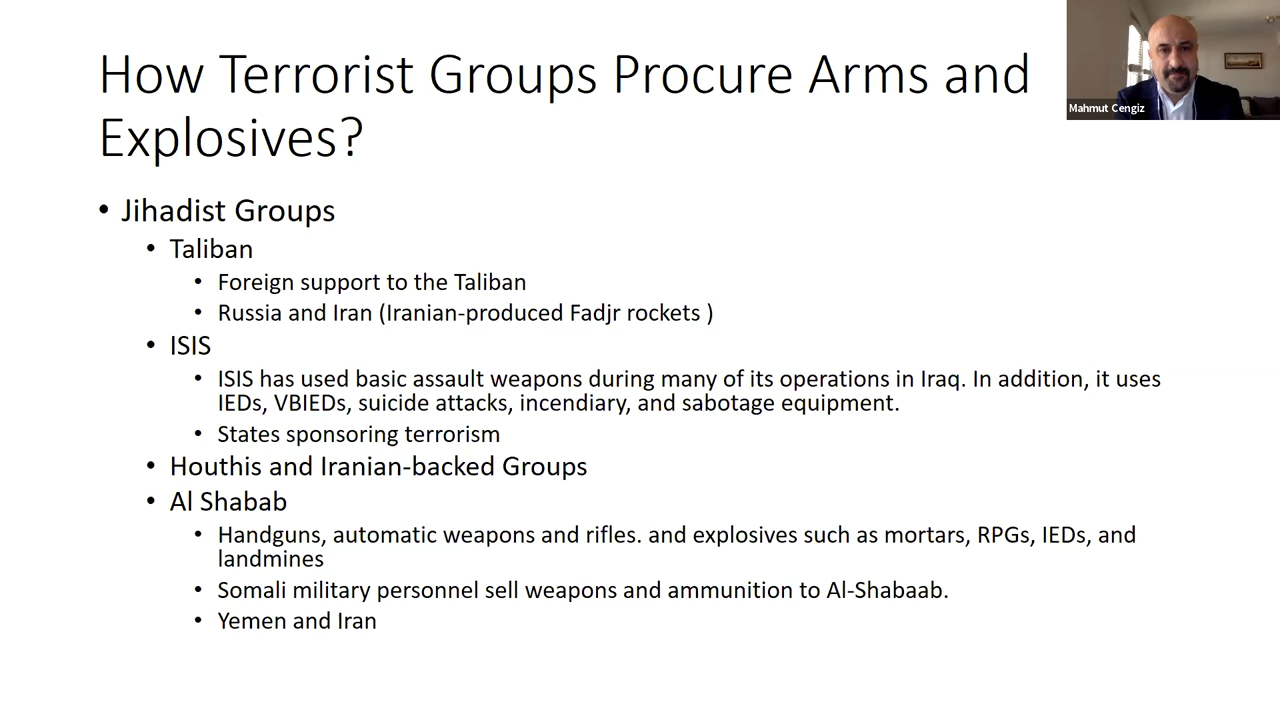 How Terrorist Groups Procure Arms and
Explosives?
Mahmut Cengiz
• Jihadist Groups
• Taliban
• Foreign support to the Taliban
• Russia and Iran (Iranian-produced Fadjr rockets )
• ISIS
• ISIS has used basic assault weapons during many of its operations in Iraq. In addition, it uses
IEDs, VBIEDs, suicide attacks, incendiary, and sabotage equipment.
• States sponsoring terrorism
• Houthis and Iranian-backed Groups
• Al Shabab
• Handguns, automatic weapons and rifles. and explosives such as mortars, RPGs, IEDs, and
landmines
• Somali military personnel sell weapons and ammunition to Al-Shabaab.
• Yemen and Iran